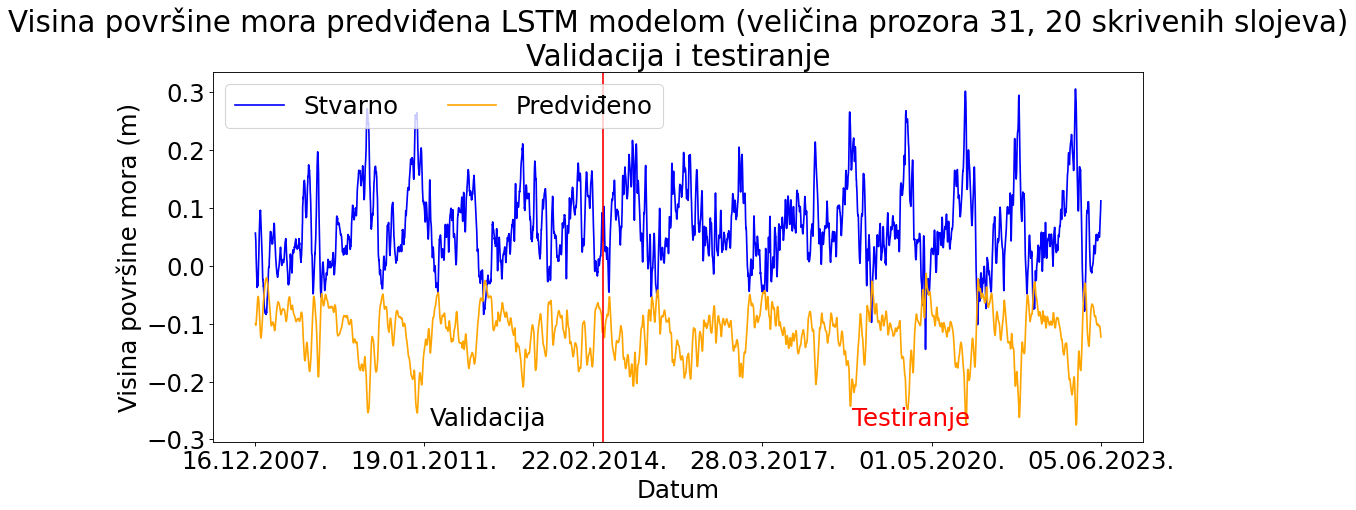 Visina površine mora predviđena LSTM modelom (veličina prozora 31, 20 skrivenih slojeva)
Validacija i testiranje
Stvarno
Predviđeno
Visina površine mora (m)
0.3
0.2
0.1
0.0
−0.1
−0.2
−0.3
Validacija
Testiranje
16.12.2007.
19.01.2011.
22.02.2014.
28.03.2017.
01.05.2020.
05.06.2023.
Datum